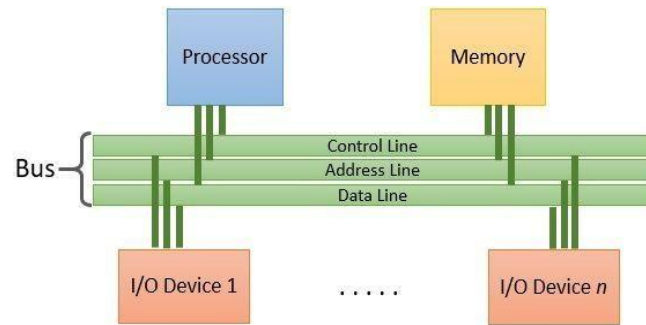 Processor
Memory
Control Line
Bus
Address Line
Data Line
I/O Device 1
. . . . .
I/O Device n